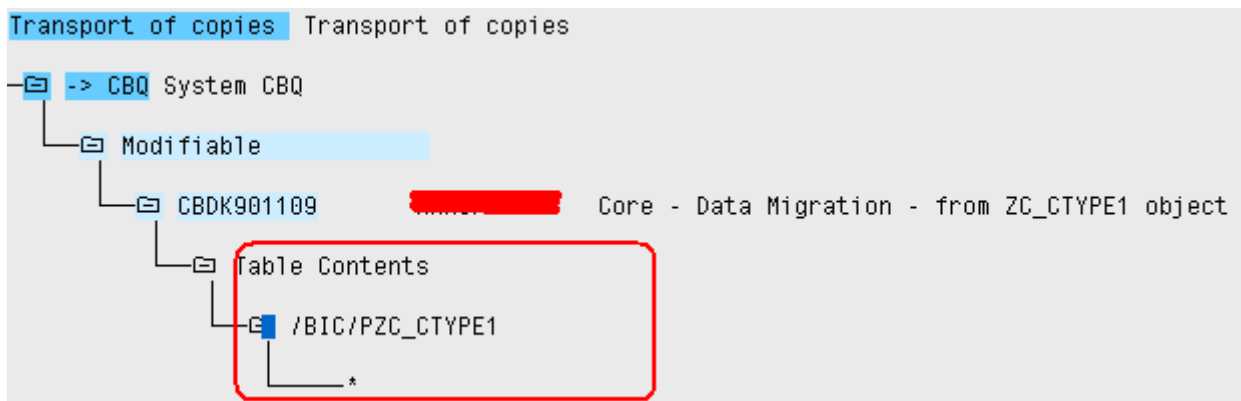 Transport of copies Transport of copies
-> CBQ System CBQ
Modifiable
CBDK901109 Core - Data Migration - from ZC_CTYPE1 object
Table Contents
/BIC/PZC_CTYPE1
*